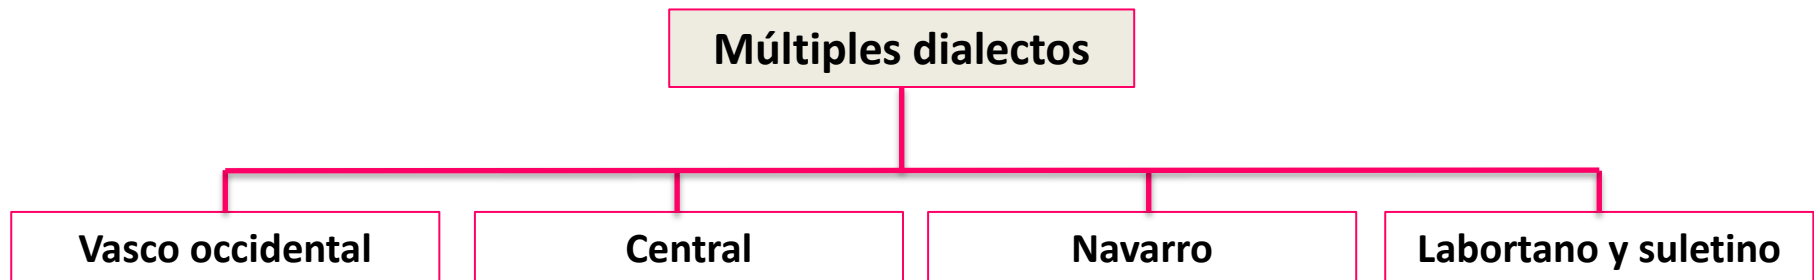 Múltiples dialectos
Vasco occidental
Central
Navarro
Labortano y suletino